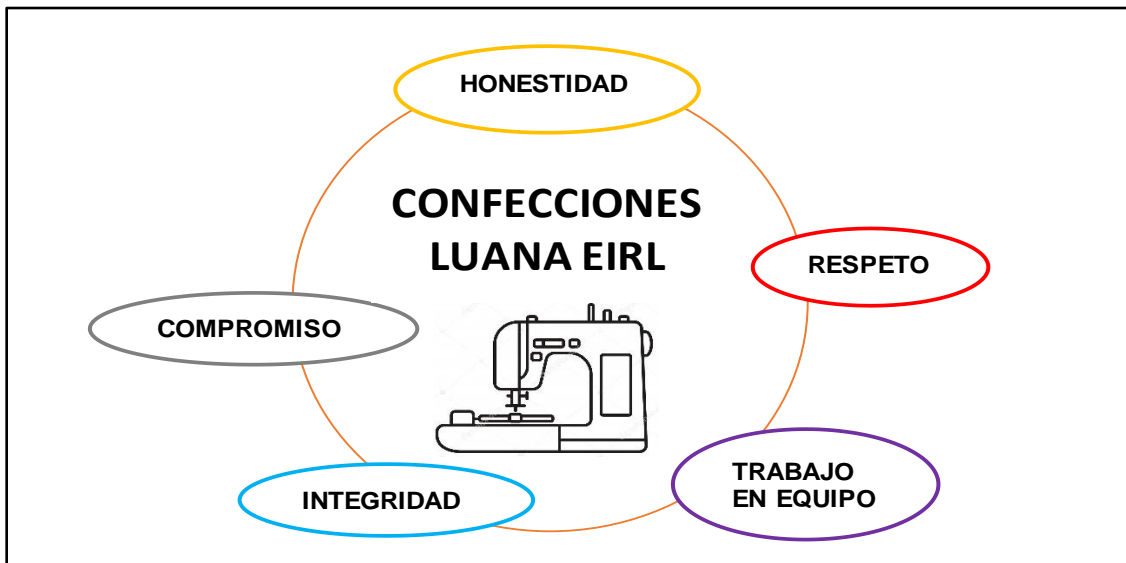 HONESTIDAD
CONFECCIONES
LUANA EIRL
RESPETO
COMPROMISO
TRABAJO
EN EQUIPO
INTEGRIDAD